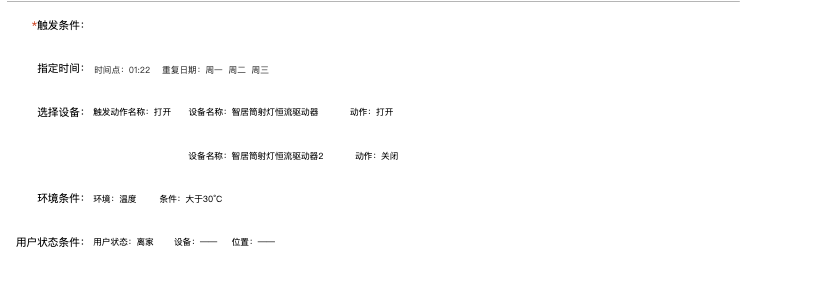 *触发条件：
指定时间： 时间点：01:22 重复日期：周一 周二 周三
选择设备： 触发动作名称：打开 设备名称：智居筒射灯恒流驱动器 动作：打开
设备名称：智居筒射灯恒流驱动器2 动作：关闭
环境条件： 环境：温度 条件：大于30℃
用户状态条件： 用户状态：离家 设备：—— 位置：——